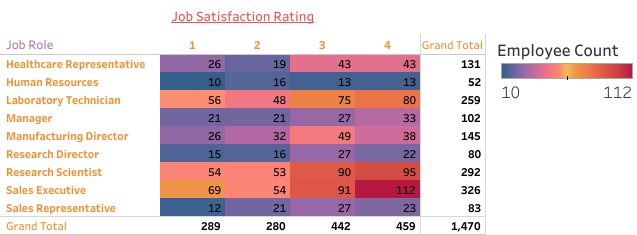 Job Satisfaction Rating
Job Role 1 2 3 4 Grand Total
Healthcare Representative 26 19 43 43 131
Human Resources 10 16 13 13 52
Laboratory Technician 56 48 75 80 259
Manager 21 21 27 33 102
Manufacturing Director 26 32 49 38 145
Research Director 15 16 27 22 80
Research Scientist 54 53 90 95 292
Sales Executive 69 54 91 112 326
Sales Representative 12 21 27 23 83
Grand Total 289 280 442 459 1,470
Employee Count
10 112